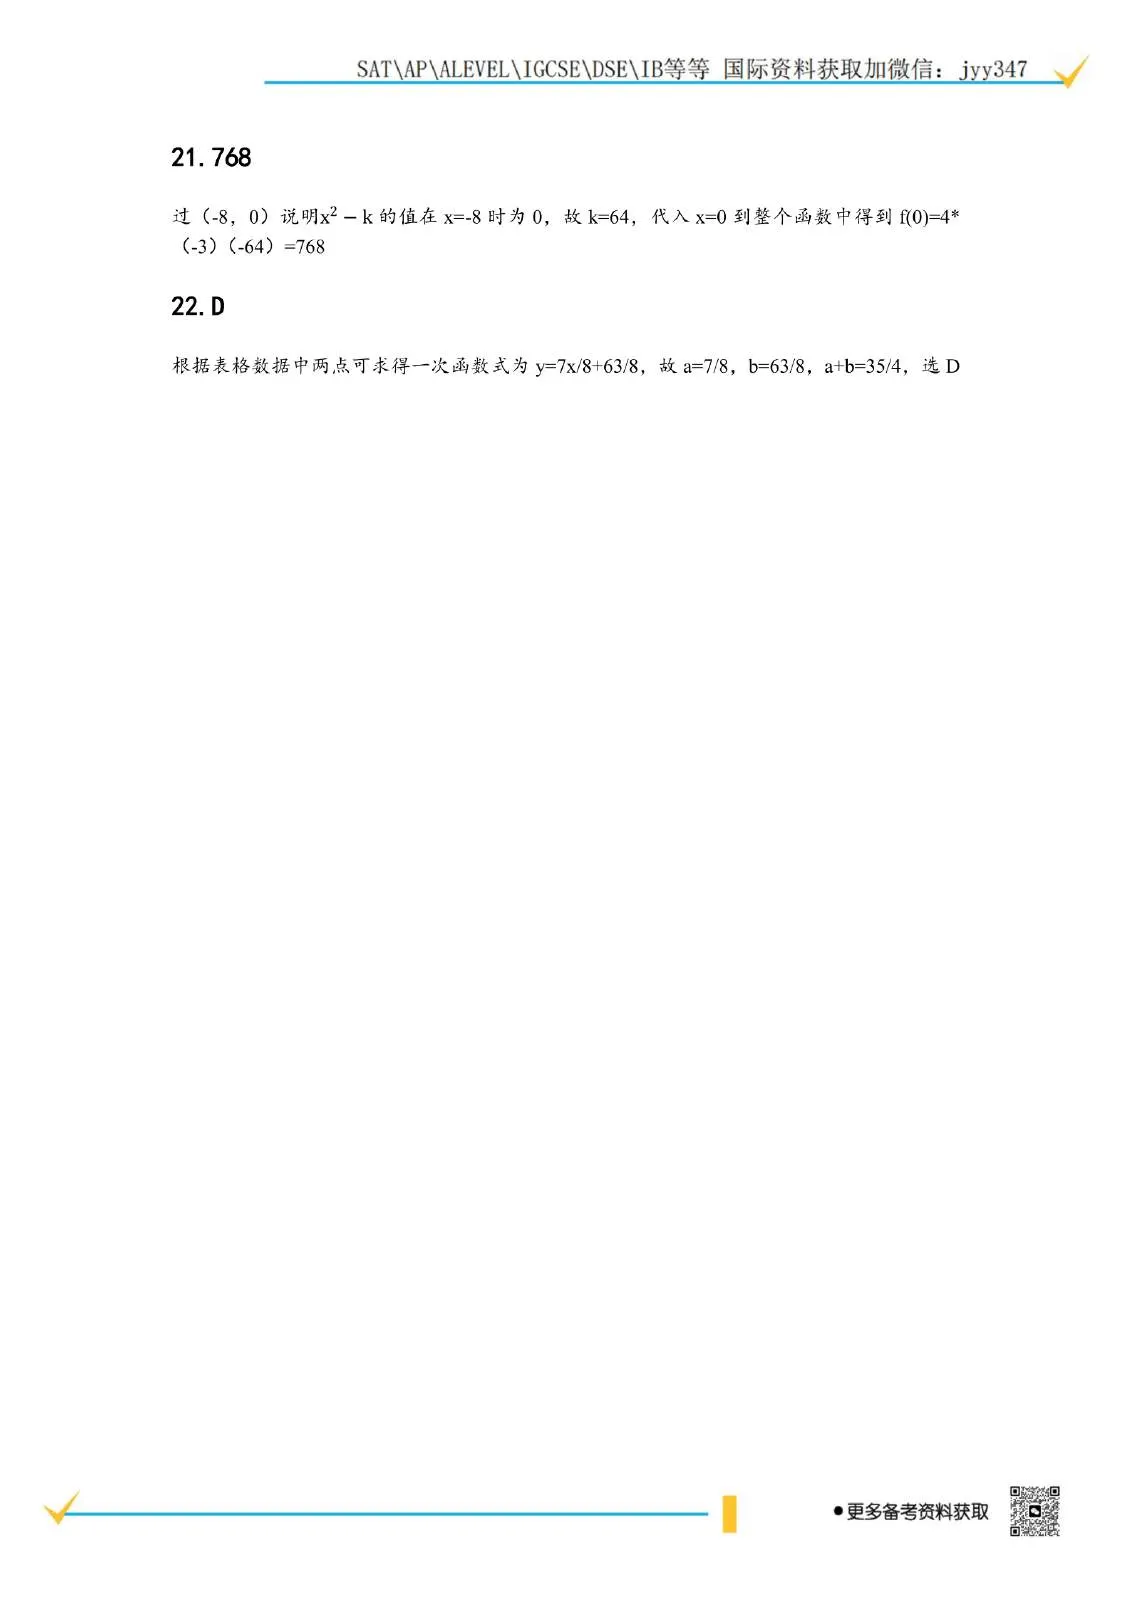 SAT\AP\ALEVEL\IGCSE\DSE\IB等等 国际资料获取加微信：jyy347
21.768
过（-8，0）说明x² − k 的值在 x=-8 时为 0，故 k=64，代入 x=0 到整个函数中得到 f(0)=4*
（-3）（-64）=768
22.D
根据表格数据中两点可求得一次函数式为 y=7x/8+63/8，故 a=7/8，b=63/8，a+b=35/4，选 D
●更多备考资料获取